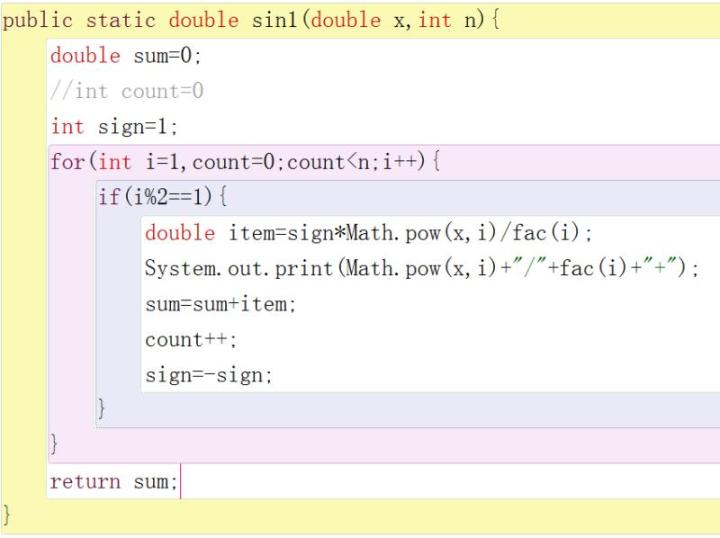 public static double sin1(double x,int n){
double sum=0;
//int count=0
int sign=1;
for(int i=1,count=0;count<n;i++){
if(i%2==1){
double item=sign*Math.pow(x,i)/fac(i);
System.out.print(Math.pow(x,i)+"/"+fac(i)+"+");
sum=sum+item;
count++;
sign=-sign;
}
}
return sum;
}